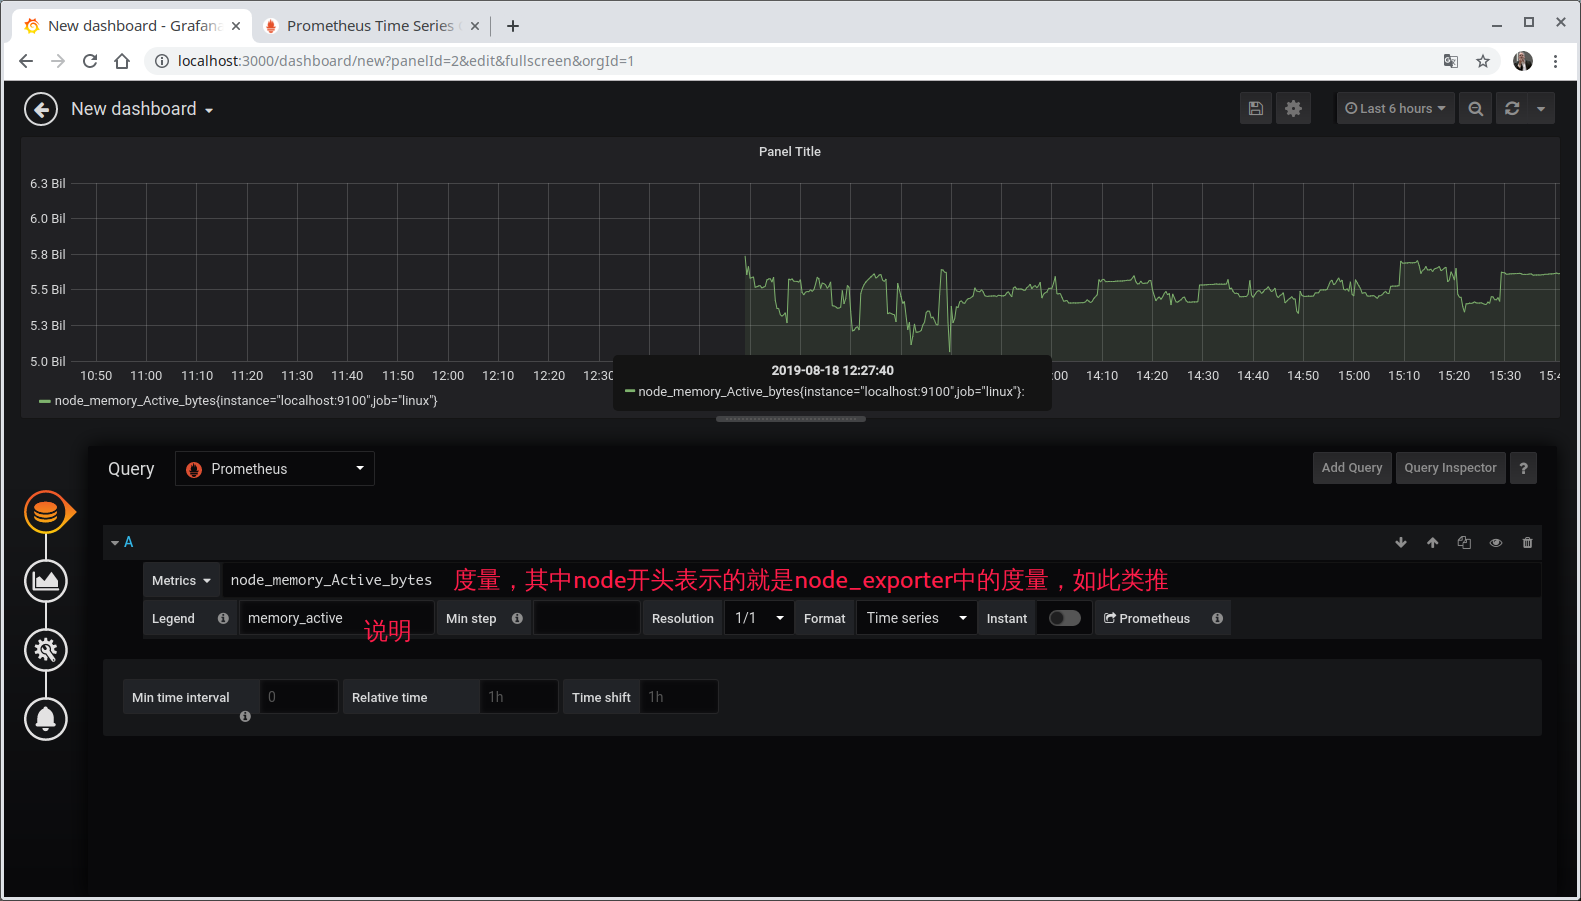 New dashboard - Grafana
Prometheus Time Series
localhost:3000/dashboard/new?panelId=2&edit&fullscreen&orgId=1
New dashboard
Last 6 hours
Panel Title
6.3 Bil
6.0 Bil
5.8 Bil
5.5 Bil
5.3 Bil
5.0 Bil
10:50 11:00 11:10 11:20 11:30 11:40 11:50 12:00 12:10 12:20 12:30 :00 14:10 14:20 14:30 14:40 14:50 15:00 15:10 15:20 15:30 15:4
2019-08-18 12:27:40
node_memory_Active_bytes{instance="localhost:9100",job="linux"}:
node_memory_Active_bytes{instance="localhost:9100",job="linux"}
Query Prometheus Add Query Query Inspector ?
A
Metrics node_memory_Active_bytes 度量，其中node开头表示的就是node_exporter中的度量，如此类推
Legend memory_active 说明 Min step Resolution 1/1 Format Time series Instant Prometheus
Min time interval 0 Relative time 1h Time shift 1h